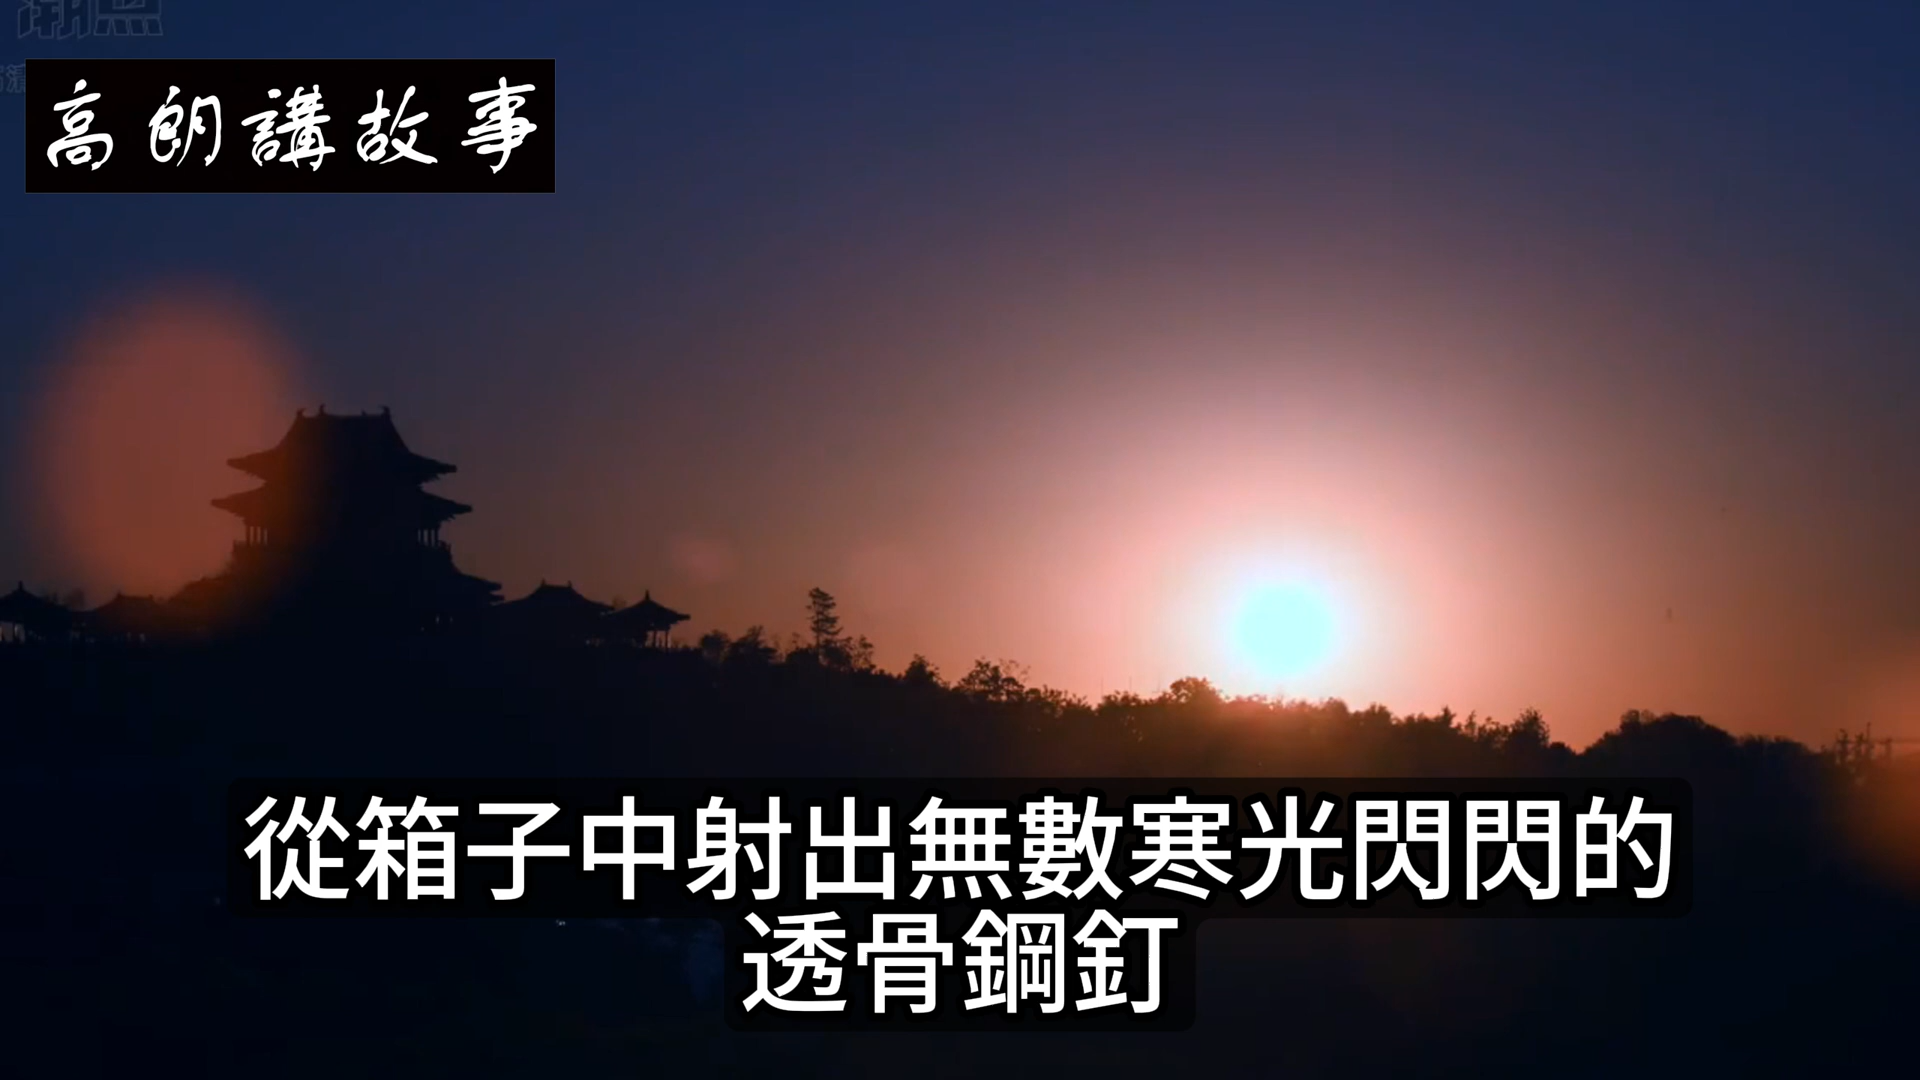 高朗講故事
從箱子中射出無數寒光閃閃的
透骨鋼釘